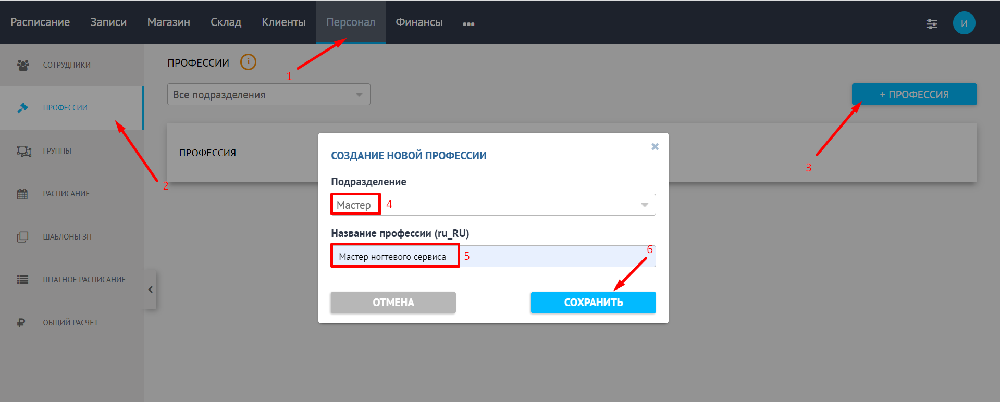 Расписание Записи Магазин Склад Клиенты Персонал Финансы ••• И
СОТРУДНИКИ
ПРОФЕССИИ
ГРУППЫ
РАСПИСАНИЕ
ШАБЛОНЫ ЗП
ШТАТНОЕ РАСПИСАНИЕ
ОБЩИЙ РАСЧЕТ
ПРОФЕССИИ i
1
Все подразделения
+ ПРОФЕССИЯ
2
3
ПРОФЕССИЯ
СОЗДАНИЕ НОВОЙ ПРОФЕССИИ
Подразделение
Мастер 4
Название профессии (ru_RU)
Мастер ногтевого сервиса 5
6
ОТМЕНА СОХРАНИТЬ